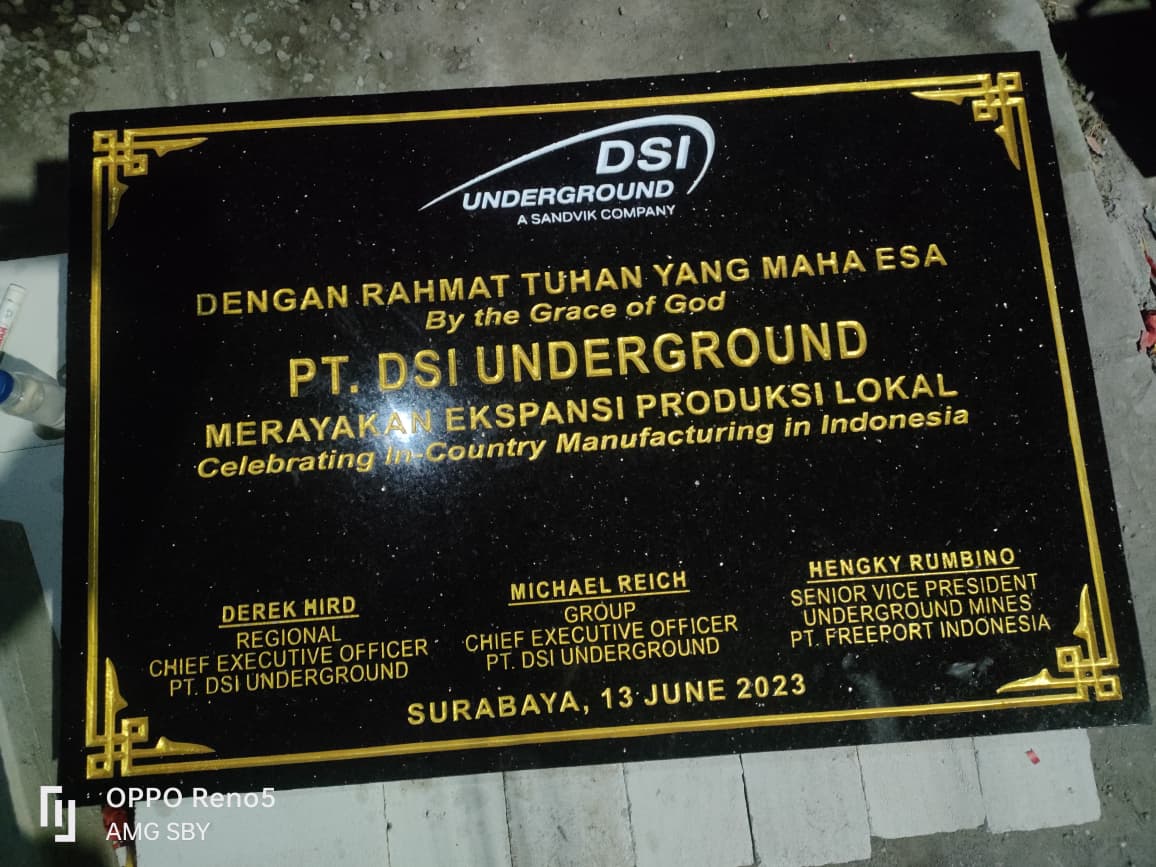 DSI
UNDERGROUND
A SANDVIK COMPANY
DENGAN RAHMAT TUHAN YANG MAHA ESA
By the Grace of God
PT. DSI UNDERGROUND
MERAYAKAN EKSPANSI PRODUKSI LOKAL
Celebrating In-Country Manufacturing in Indonesia
DEREK HIRD
REGIONAL
CHIEF EXECUTIVE OFFICER
PT. DSI UNDERGROUND
MICHAEL REICH
GROUP
CHIEF EXECUTIVE OFFICER
PT. DSI UNDERGROUND
HENGKY RUMBINO
SENIOR VICE PRESIDENT
UNDERGROUND MINES
PT. FREEPORT INDONESIA
SURABAYA, 13 JUNE 2023
OPPO Reno5
AMG SBY